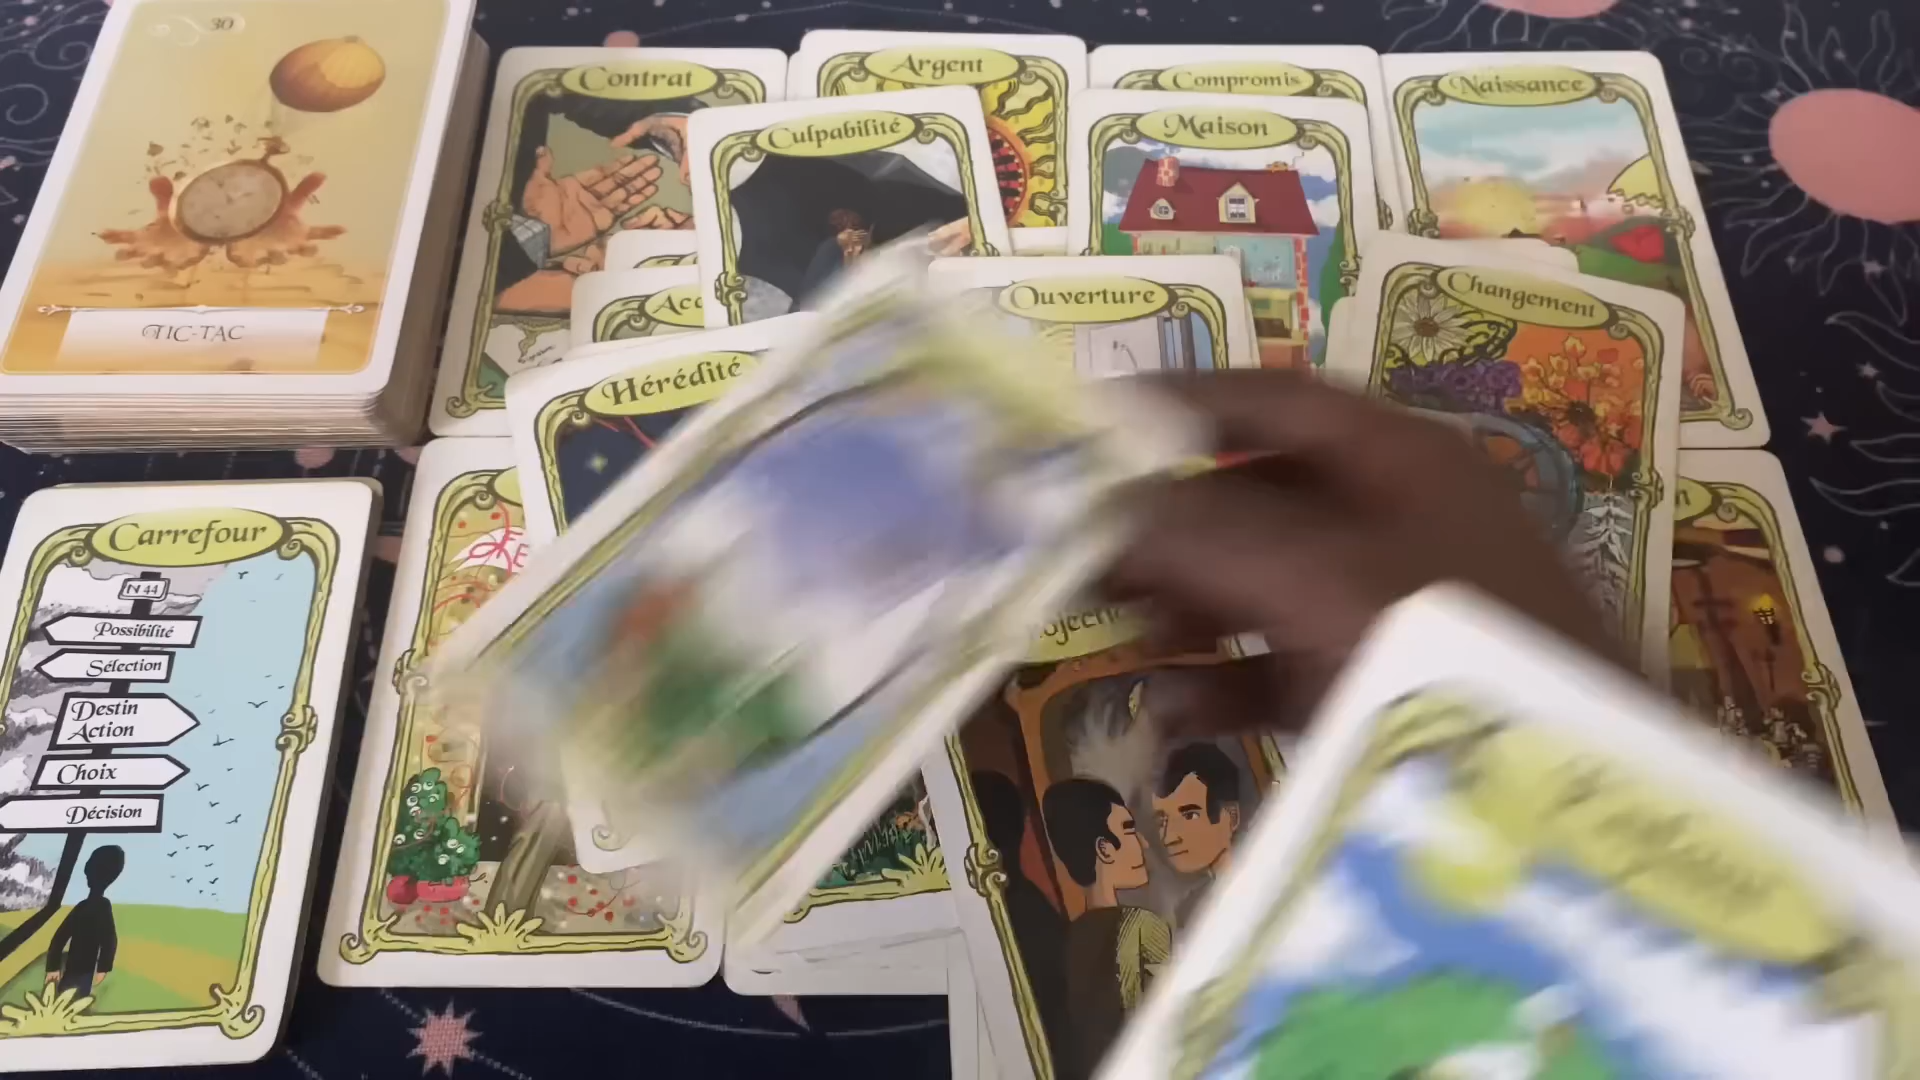 30
TIC-TAC
Contrat
Argent
Compromis
Naissance
Culpabilité
Maison
Acc
Ouverture
Changement
Hérédité
Carrefour
N 44
Possibilité
Sélection
Destin
Action
Choix
Décision